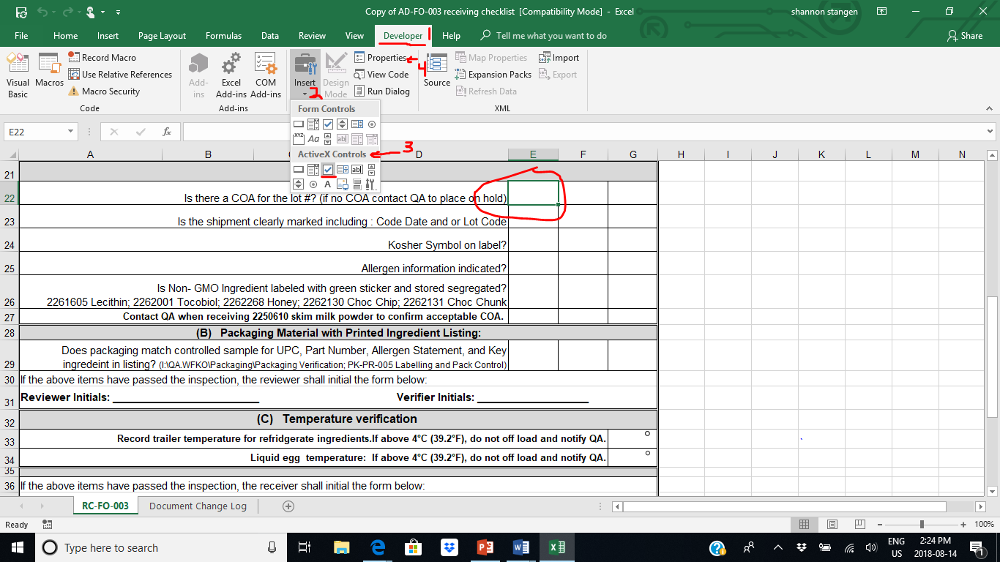 Copy of AD-FO-003 receiving checklist [Compatibility Mode] - Excel
shannon stangen
File Home Insert Page Layout Formulas Data Review View Developer 1 Help Tell me what you want to do Share
Visual Basic
Macros
Record Macro
Use Relative References
Macro Security
Code
Add-ins
Excel Add-ins
COM Add-ins
Add-ins
Insert
2
Design Mode
Properties
4
View Code
Run Dialog
Source
Map Properties
Expansion Packs
Refresh Data
Import
Export
XML
Form Controls
XYZ Aa ab|
ActiveX Controls 3
ab|
A
E22
fx
A B C D E F G H I J K L M N
21
22 Is there a COA for the lot #? (if no COA contact QA to place on hold)
23 Is the shipment clearly marked including : Code Date and or Lot Code
24 Kosher Symbol on label?
25 Allergen information indicated?
Is Non- GMO Ingredient labeled with green sticker and stored segregated?
26 2261605 Lecithin; 2262001 Tocobiol; 2262268 Honey; 2262130 Choc Chip; 2262131 Choc Chunk
27 Contact QA when receiving 2250610 skim milk powder to confirm acceptable COA.
28 (B) Packaging Material with Printed Ingredient Listing:
Does packaging match controlled sample for UPC, Part Number, Allergen Statement, and Key
29 ingredeint in listing? (I:\QA.WFKO\Packaging\Packaging Verification; PK-PR-005 Labelling and Pack Control)
30 If the above items have passed the inspection, the reviewer shall initial the form below:
31 Reviewer Initials: ____________ Verifier Initials: ____________
32 (C) Temperature verification
33 Record trailer temperature for refridgerate ingredients.If above 4°C (39.2°F), do not off load and notify QA. °
34 Liquid egg temperature: If above 4°C (39.2°F), do not off load and notify QA. °
35
36 If the above items have passed the inspection, the receiver shall initial the form below:
RC-FO-003 Document Change Log
Ready
100%
Type here to search
ENG
US
2:24 PM
2018-08-14
1